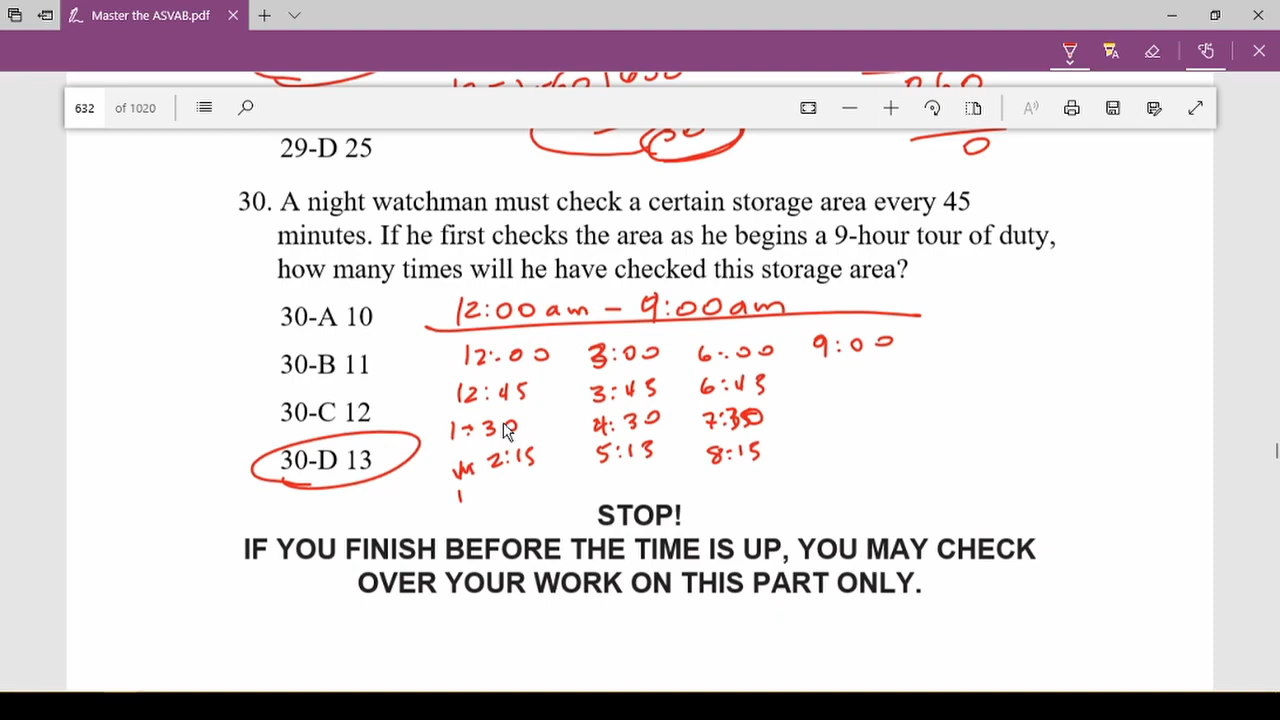 Master the ASVAB.pdf
632 of 1020
29-D 25
0
30. A night watchman must check a certain storage area every 45
minutes. If he first checks the area as he begins a 9-hour tour of duty,
how many times will he have checked this storage area?
12:00am - 9:00am
30-A 10
12:00 3:00 6:00 9:00
30-B 11
12:45 3:45 6:45
30-C 12
1:30 4:30 7:30
30-D 13
2:15 5:15 8:15
STOP!
IF YOU FINISH BEFORE THE TIME IS UP, YOU MAY CHECK
OVER YOUR WORK ON THIS PART ONLY.